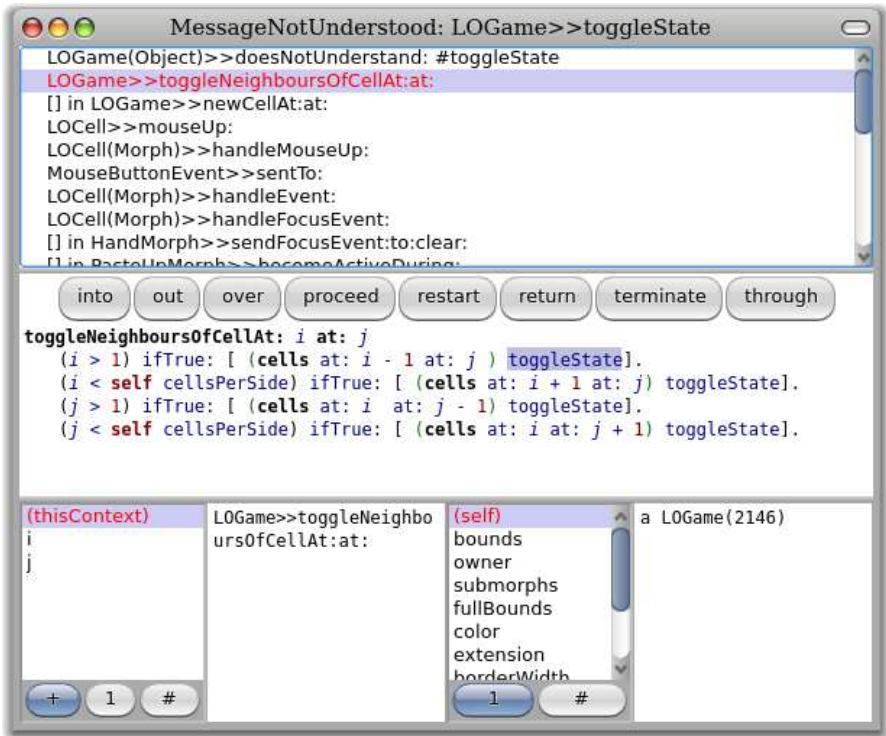 MessageNotUnderstood: LOGame>>toggleState
LOGame(Object)>>doesNotUnderstand: #toggleState
LOGame>>toggleNeighboursOfCellAt:at:
[] in LOGame>>newCellAt:at:
LOCell>>mouseUp:
LOCell(Morph)>>handleMouseUp:
MouseButtonEvent>>sentTo:
LOCell(Morph)>>handleEvent:
LOCell(Morph)>>handleFocusEvent:
[] in HandMorph>>sendFocusEvent:to:clear:
[] in PasteUpMorph>>becomeActiveDuring:
into out over proceed restart return terminate through
toggleNeighboursOfCellAt: i at: j
(i > 1) ifTrue: [ (cells at: i - 1 at: j ) toggleState].
(i < self cellsPerSide) ifTrue: [ (cells at: i + 1 at: j) toggleState].
(j > 1) ifTrue: [ (cells at: i  at: j - 1) toggleState].
(j < self cellsPerSide) ifTrue: [ (cells at: i at: j + 1) toggleState].
(thisContext)
i
j
+ 1 #
LOGame>>toggleNeighbo
ursOfCellAt:at:
(self)
bounds
owner
submorphs
fullBounds
color
extension
borderWidth
1 #
a LOGame(2146)